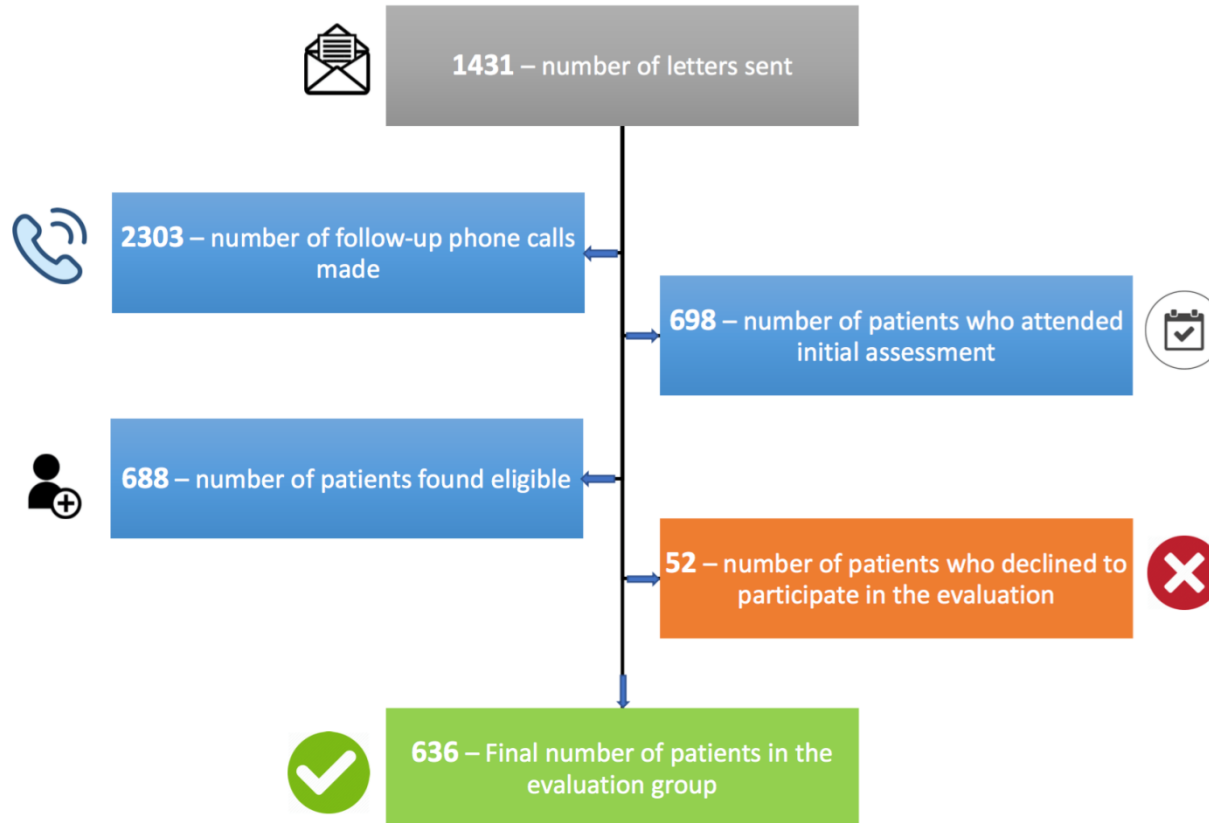 1431 – number of letters sent
2303 – number of follow-up phone calls
made
698 – number of patients who attended
initial assessment
688 – number of patients found eligible
52 – number of patients who declined to
participate in the evaluation
636 – Final number of patients in the
evaluation group